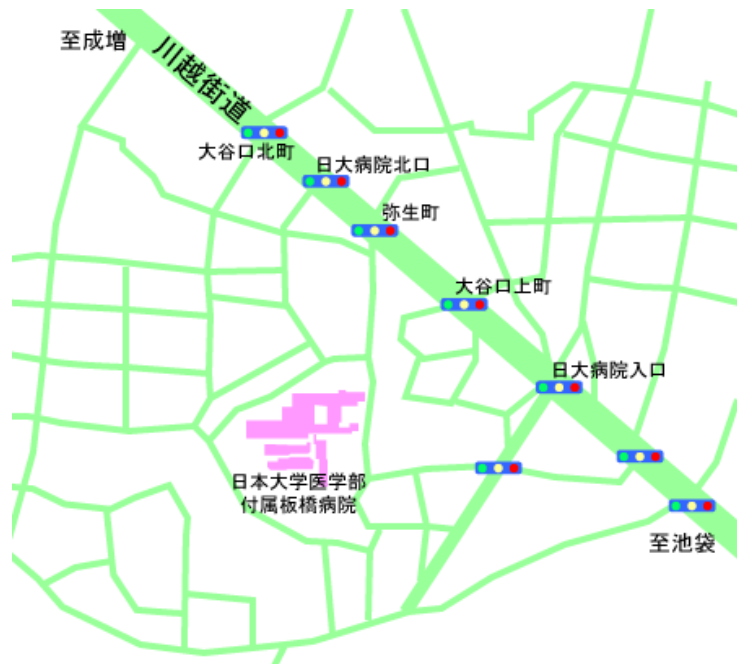 至成増
川越街道
大谷口北町
日大病院北口
弥生町
大谷口上町
日大病院入口
日本大学医学部
付属板橋病院
至池袋